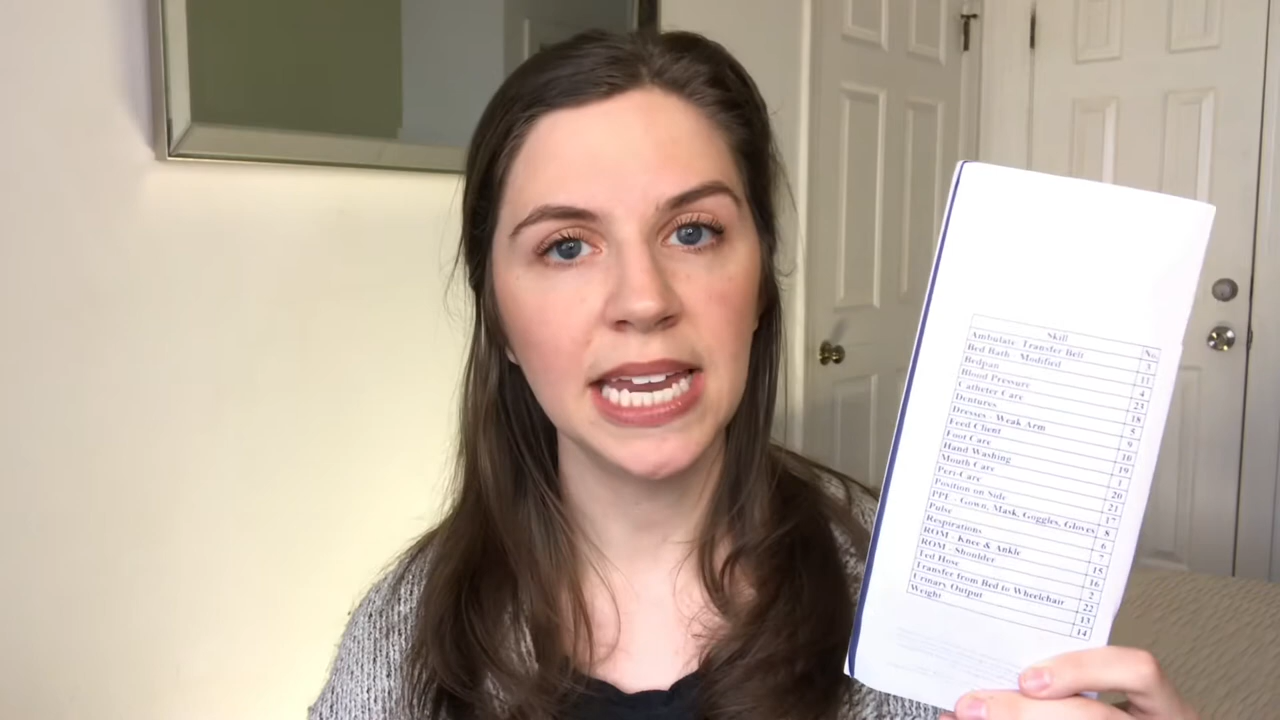 Skill No.
Ambulate Transfer Belt 3
Bed Bath - Modified 11
Bedpan 4
Blood Pressure 23
Catheter Care 18
Dentures 5
Dresses - Weak Arm 9
Feed Client 10
Foot Care 19
Hand Washing 1
Mouth Care 20
Peri-Care 21
Position on Side 17
PPE - Gown, Mask, Goggles, Gloves 8
Pulse 6
Respirations 7
ROM - Knee & Ankle 15
ROM - Shoulder 16
Ted Hose 2
Transfer from Bed to Wheelchair 22
Urinary Output 13
Weight 14